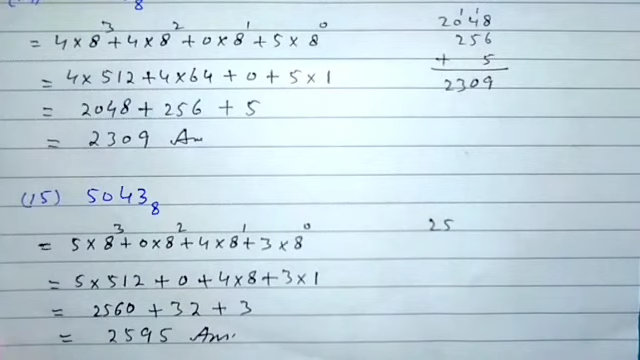 = 4 × 8³ + 4 × 8² + 0 × 8¹ + 5 × 8⁰
= 4 × 512 + 4 × 64 + 0 + 5 × 1
= 2048 + 256 + 5
= 2309 Ans
2048
256
+ 5
2309
(15) 5043₈
= 5 × 8³ + 0 × 8² + 4 × 8¹ + 3 × 8⁰
25
= 5 × 512 + 0 + 4 × 8 + 3 × 1
= 2560 + 32 + 3
= 2595 Ans.